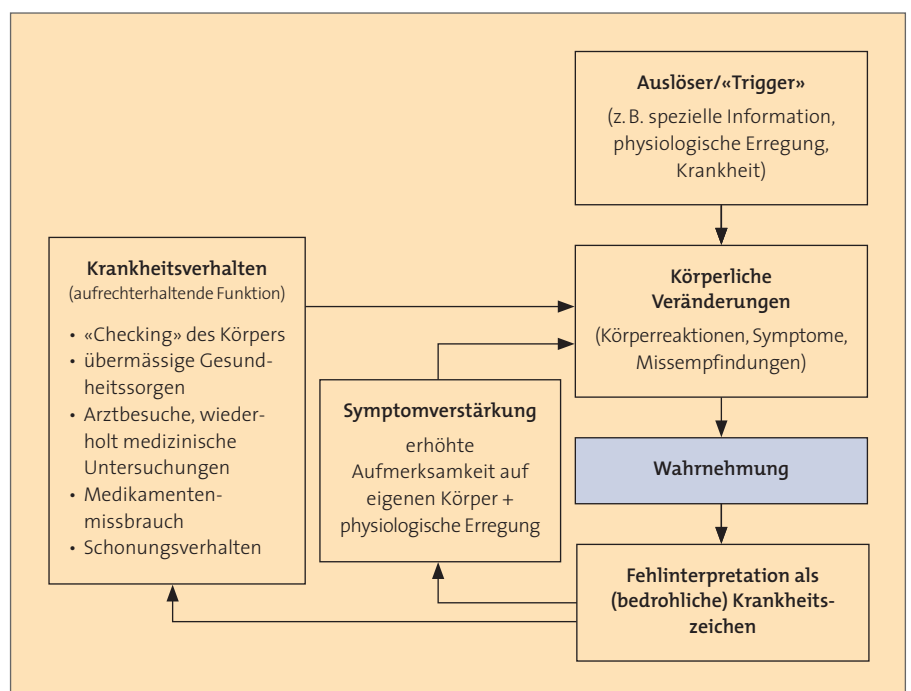 Auslöser/«Trigger»
(z. B. spezielle Information,
physiologische Erregung,
Krankheit)
Krankheitsverhalten
(aufrechterhaltende Funktion)
• «Checking» des Körpers
• übermässige Gesund-
heitssorgen
• Arztbesuche, wieder-
holt medizinische
Untersuchungen
• Medikamenten-
missbrauch
• Schonungsverhalten
Körperliche
Veränderungen
(Körperreaktionen, Symptome,
Missempfindungen)
Symptomverstärkung
erhöhte
Aufmerksamkeit auf
eigenen Körper +
physiologische Erregung
Wahrnehmung
Fehlinterpretation als
(bedrohliche) Krankheits-
zeichen